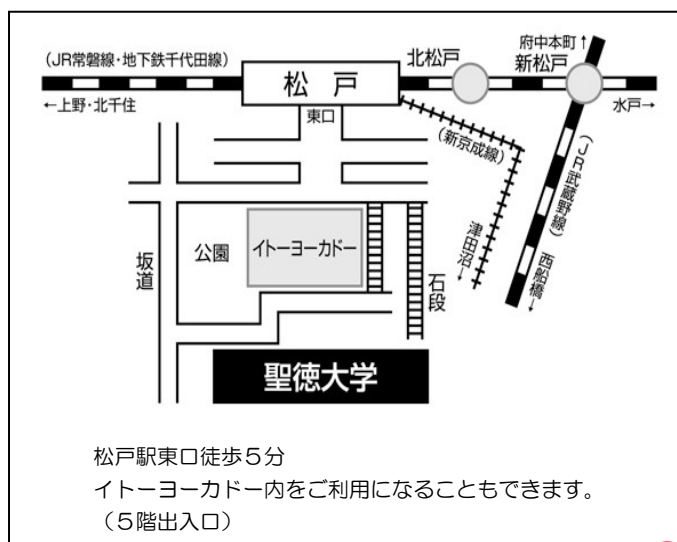 府中本町↑
(JR常磐線・地下鉄千代田線)
北松戸
新松戸
松戸
←上野・北千住
水戸→
東口
(新京成線)
(JR武蔵野線)
津田沼→
西船橋→
坂道
公園
イトーヨーカドー
石段
聖徳大学
松戸駅東口徒歩5分
イトーヨーカドー内をご利用になることもできます。
(5階出入口)